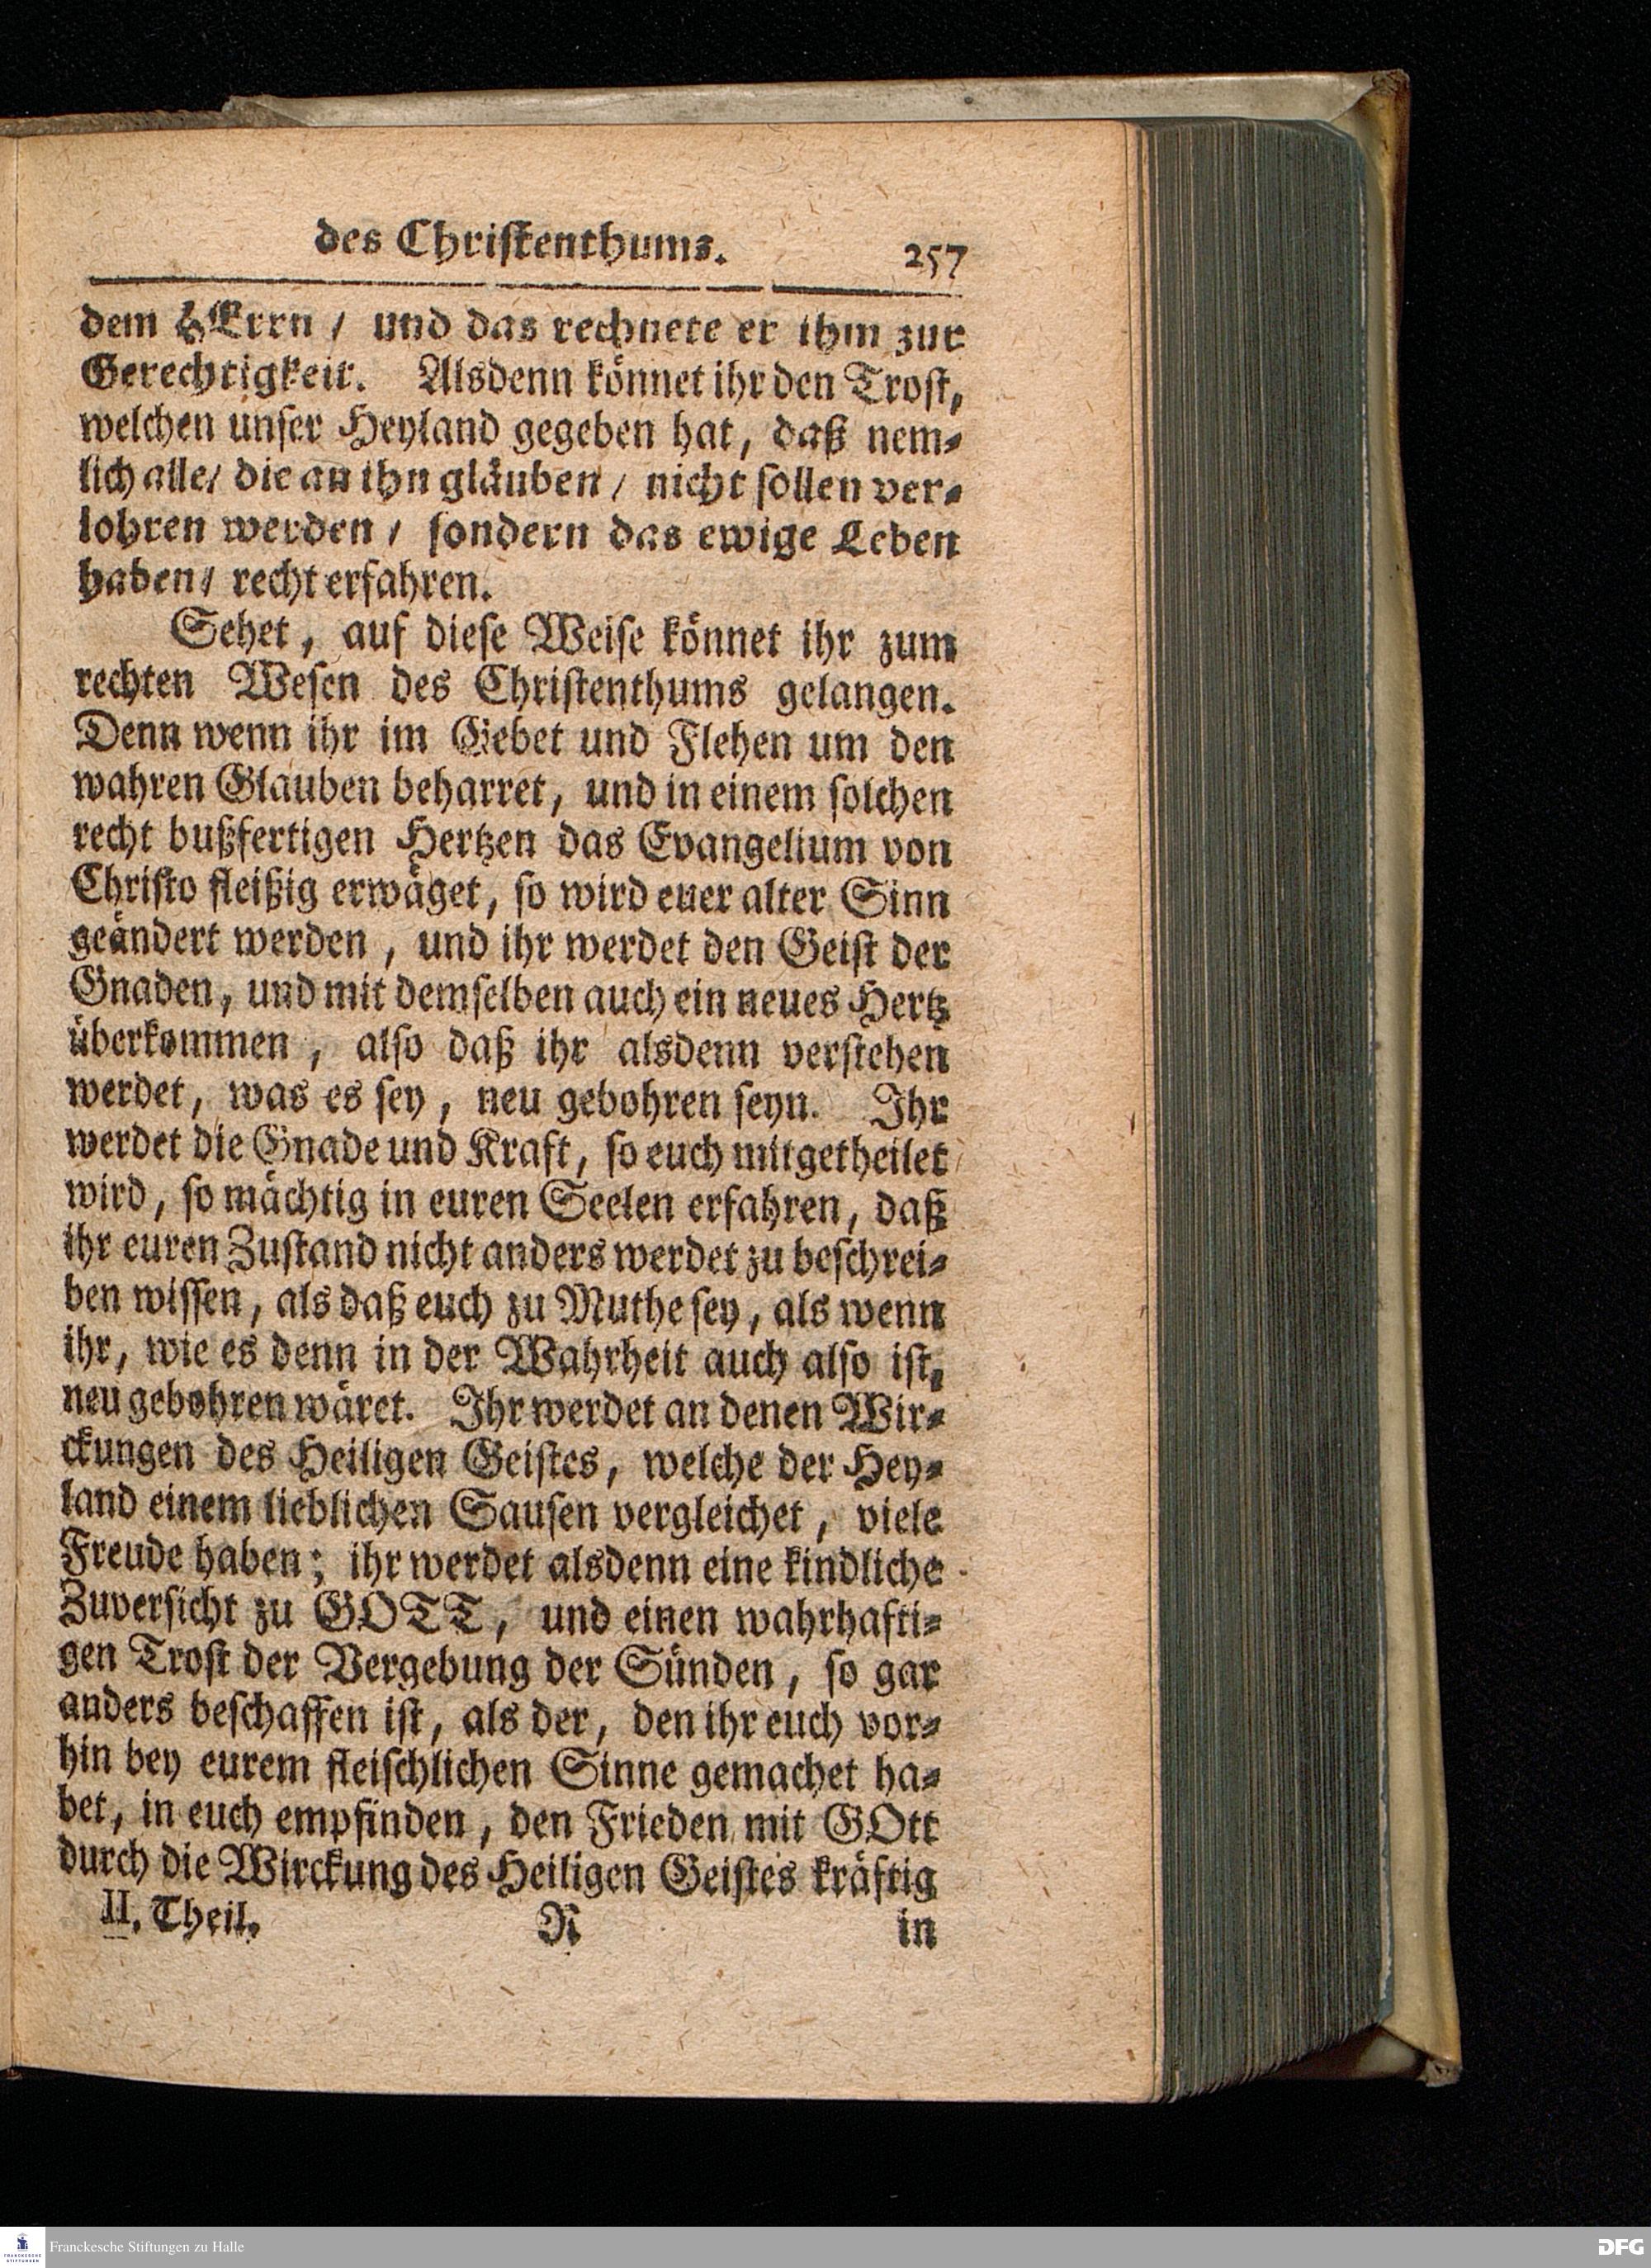 des Christenthums.
257
dem HErrn / und das rechnete er ihm zur
Gerechtigkeit. Alsdenn könnet ihr den Trost,
welchen unser Heyland gegeben hat, daß nem-
lich alle/ die an ihn gläuben / nicht sollen ver-
lohren werden / sondern das ewige Leben
haben/ recht erfahren.
Sehet, auf diese Weise könnet ihr zum
rechten Wesen des Christenthums gelangen.
Denn wenn ihr im Gebet und Flehen um den
wahren Glauben beharret, und in einem solchen
recht bußfertigen Hertzen das Evangelium von
Christo fleißig erwäget, so wird euer alter Sinn
geändert werden, und ihr werdet den Geist der
Gnaden, und mit demselben auch ein neues Hertz
überkommen, also daß ihr alsdenn verstehen
werdet, was es sey, neu gebohren seyn. Ihr
werdet die Gnade und Kraft, so euch mitgetheilet
wird, so mächtig in euren Seelen erfahren, daß
ihr euren Zustand nicht anders werdet zu beschrei-
ben wissen, als daß euch zu Muthe sey, als wenn
ihr, wie es denn in der Wahrheit auch also ist,
neu gebohren wäret. Ihr werdet an denen Wir-
ckungen des Heiligen Geistes, welche der Hey-
land einem lieblichen Sausen vergleichet, viele
Freude haben; ihr werdet alsdenn eine kindliche
Zuversicht zu GOTT, und einen wahrhafti-
gen Trost der Vergebung der Sünden, so gar
anders beschaffen ist, als der, den ihr euch vor-
hin bey eurem fleischlichen Sinne gemachet ha-
bet, in euch empfinden, den Frieden mit GOtt
durch die Wirckung des Heiligen Geistes kräftig
II. Theil. R in
FRANCKESCHE
STIFTUNGEN
Franckesche Stiftungen zu Halle
DFG